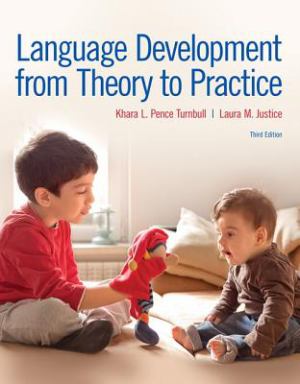 Language Development
from Theory to Practice
Khara L. Pence Turnbull | Laura M. Justice
Third Edition